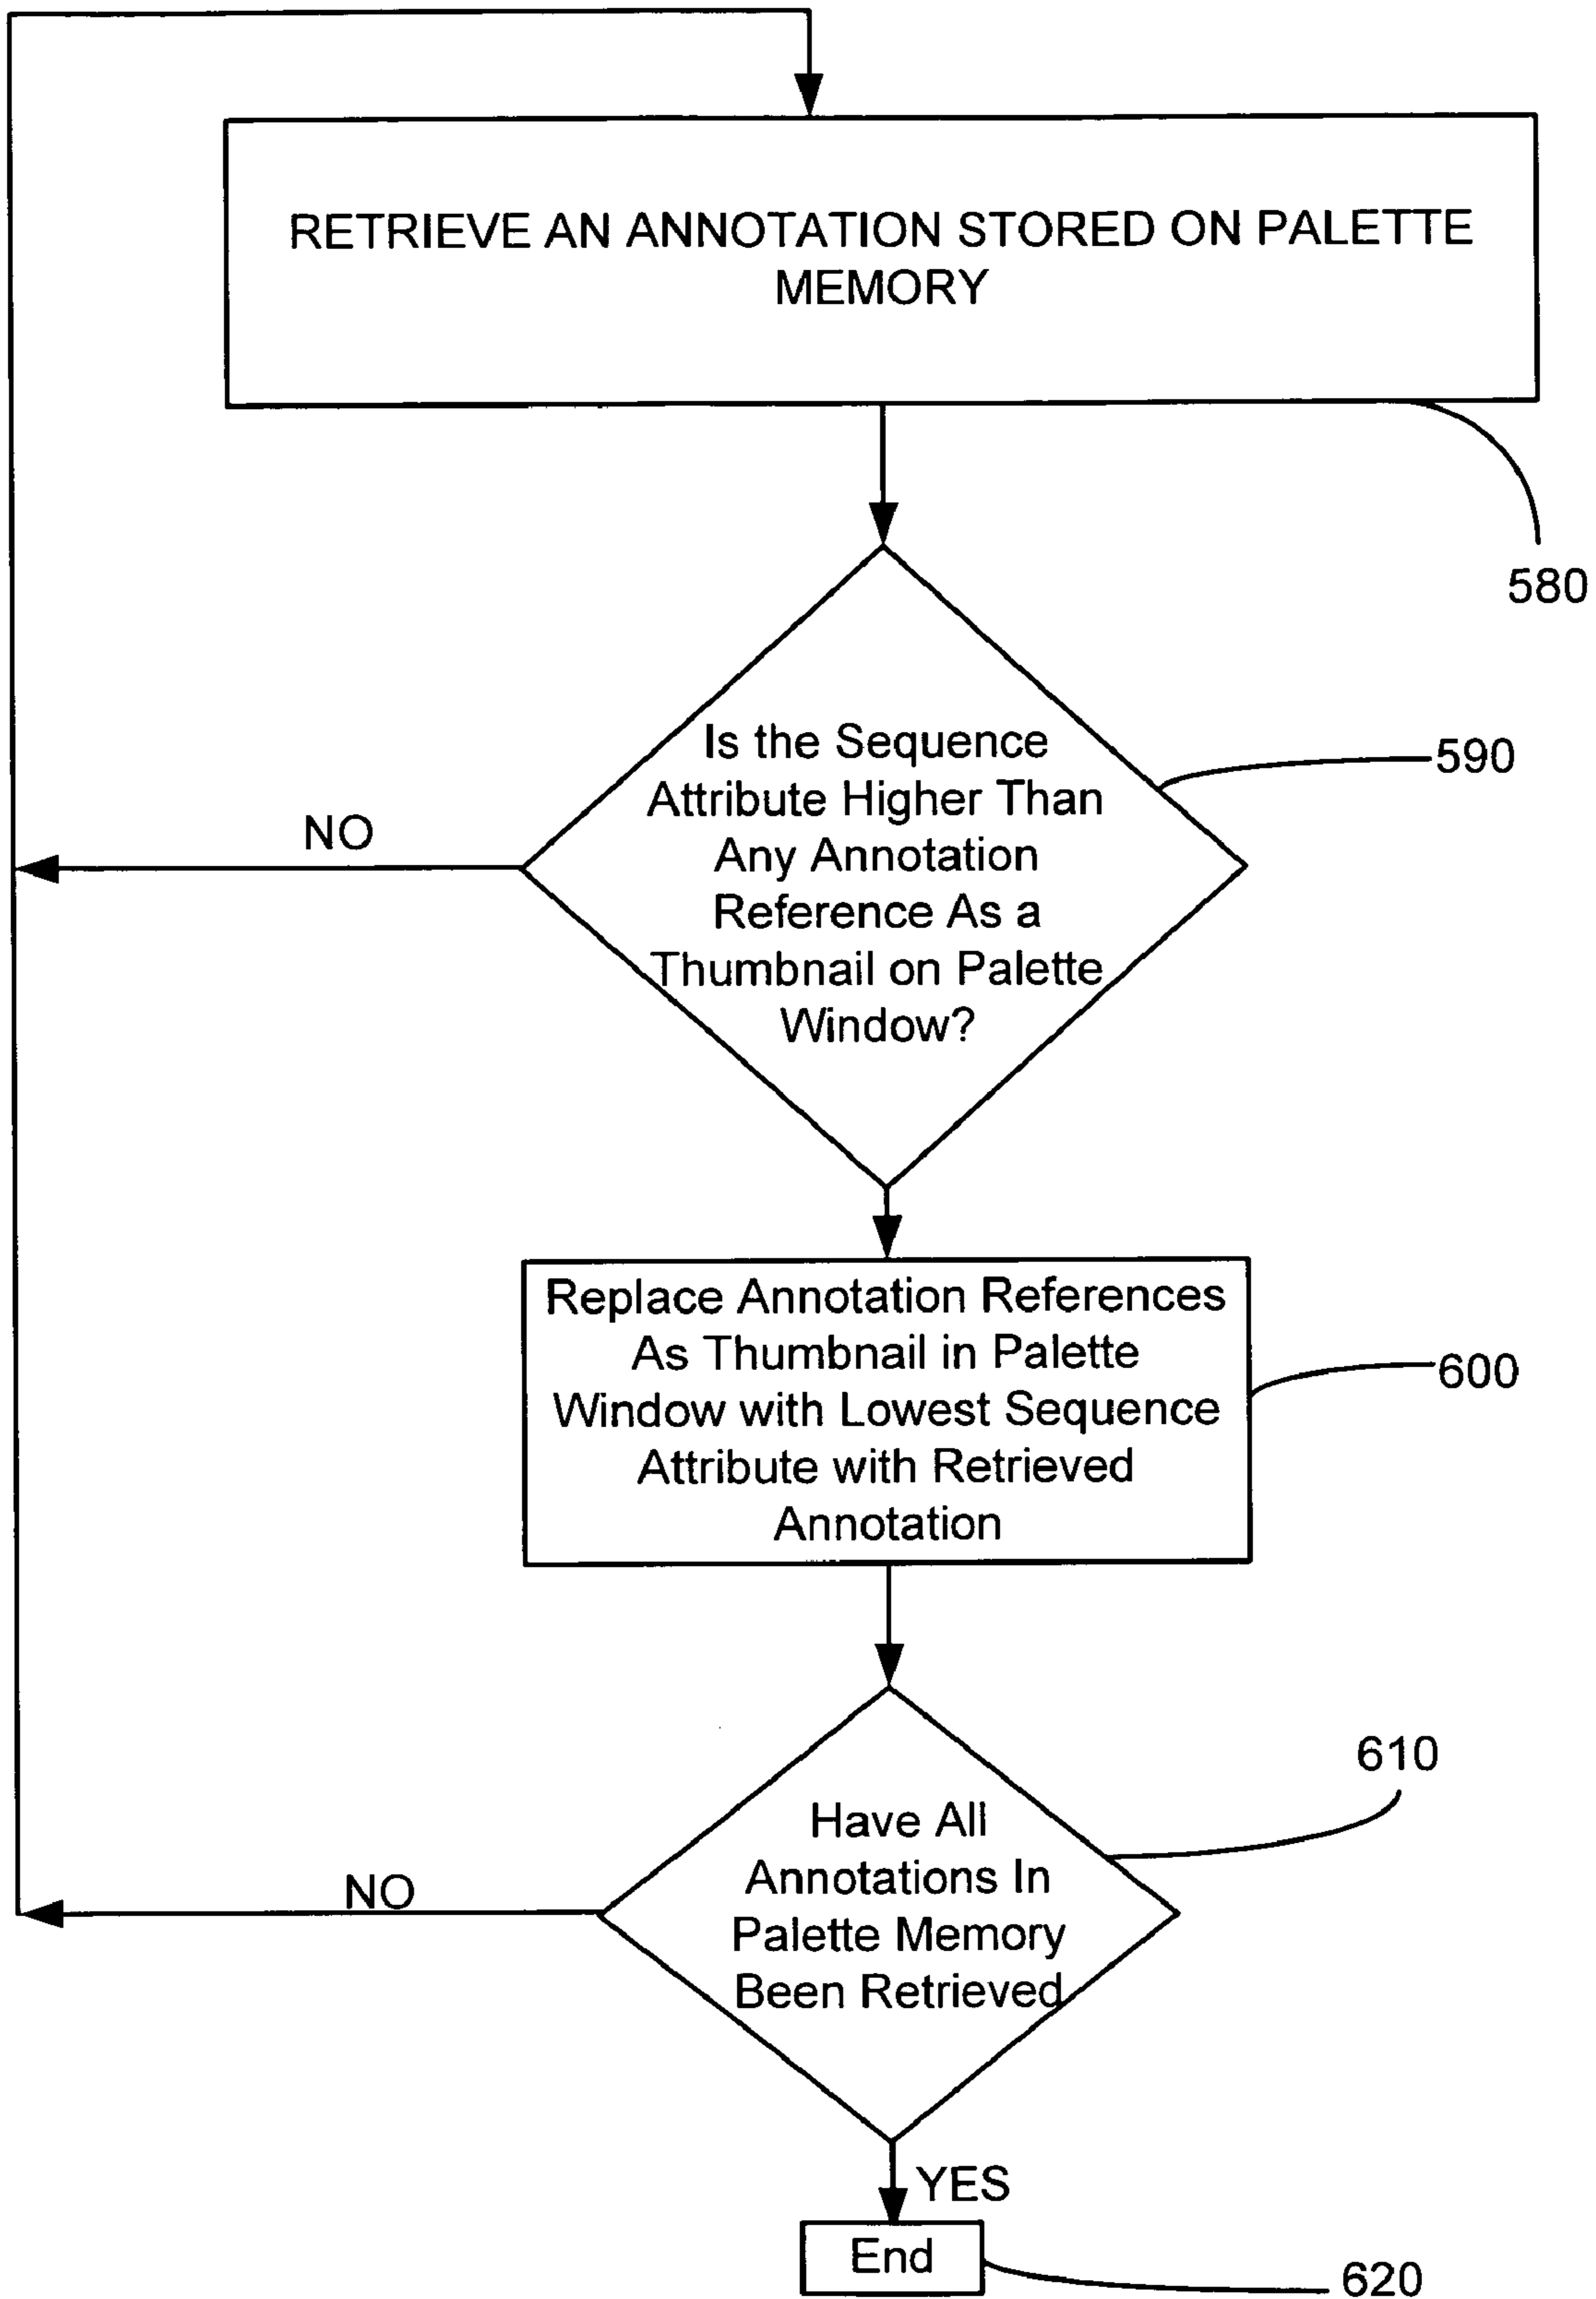 RETRIEVE AN ANNOTATION STORED ON PALETTE
MEMORY
580
Is the Sequence
Attribute Higher Than
Any Annotation
Reference As a
Thumbnail on Palette
Window?
590
NO
Replace Annotation References
As Thumbnail in Palette
Window with Lowest Sequence
Attribute with Retrieved
Annotation
600
610
Have All
Annotations In
Palette Memory
Been Retrieved
NO
YES
End
620